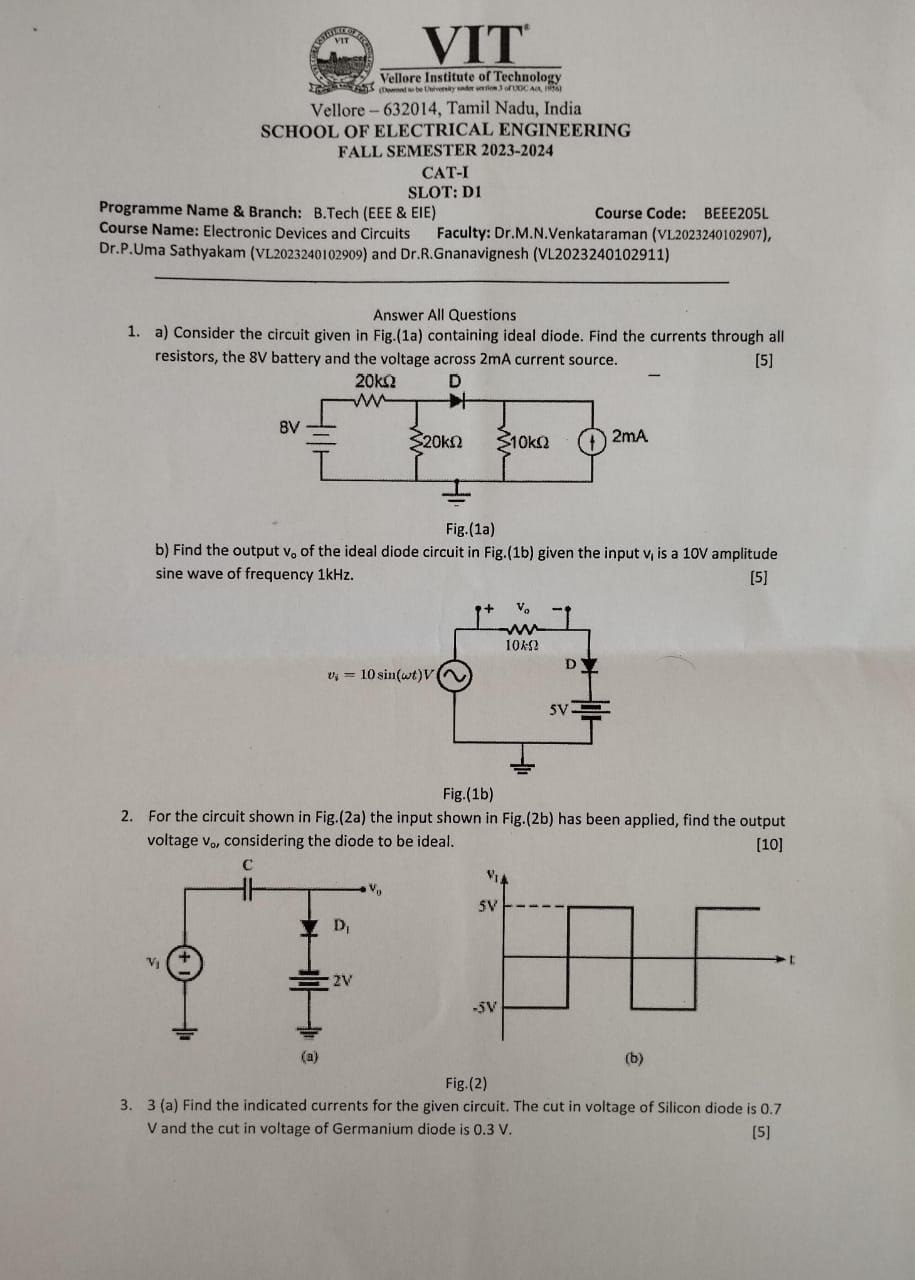 VIT
VIT
Vellore Institute of Technology
(Deemed to be University under section 3 of UGC Act, 1956)
Vellore – 632014, Tamil Nadu, India
SCHOOL OF ELECTRICAL ENGINEERING
FALL SEMESTER 2023-2024
CAT-I
SLOT: D1
Programme Name & Branch: B.Tech (EEE & EIE) Course Code: BEEE205L
Course Name: Electronic Devices and Circuits Faculty: Dr.M.N.Venkataraman (VL2023240102907),
Dr.P.Uma Sathyakam (VL2023240102909) and Dr.R.Gnanavignesh (VL2023240102911)
Answer All Questions
1. a) Consider the circuit given in Fig.(1a) containing ideal diode. Find the currents through all
resistors, the 8V battery and the voltage across 2mA current source. [5]
20kΩ D
8V 20kΩ 10kΩ 2mA
Fig.(1a)
b) Find the output vₒ of the ideal diode circuit in Fig.(1b) given the input vᵢ is a 10V amplitude
sine wave of frequency 1kHz. [5]
+ Vₒ −
10kΩ
D
vᵢ = 10 sin(ωt)V
5V
Fig.(1b)
2. For the circuit shown in Fig.(2a) the input shown in Fig.(2b) has been applied, find the output
voltage vₒ, considering the diode to be ideal. [10]
C
V_I
Vₒ
5V
D₁
V_I + − t
2V
-5V
(a) (b)
Fig.(2)
3. 3 (a) Find the indicated currents for the given circuit. The cut in voltage of Silicon diode is 0.7
V and the cut in voltage of Germanium diode is 0.3 V. [5]